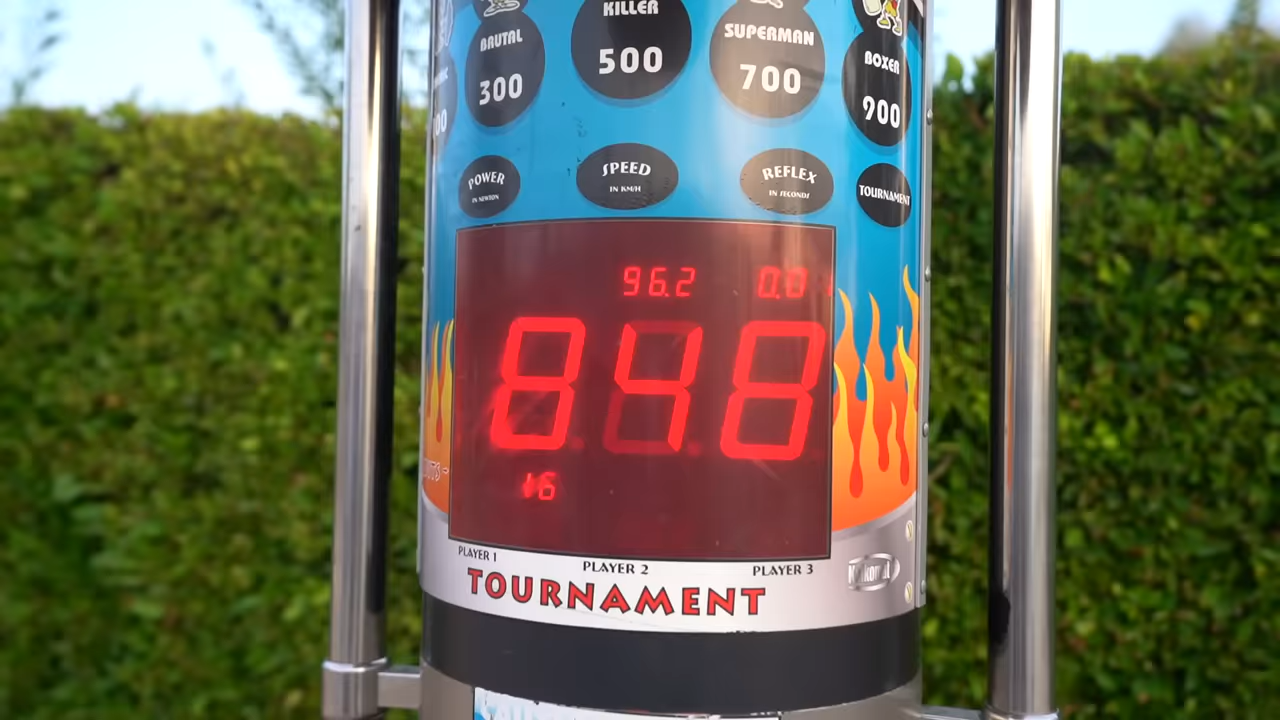 KILLER
500
BRUTAL
300
SUPERMAN
700
BOXER
900
00
POWER
IN NEWTON
SPEED
IN KM/H
REFLEX
IN SECONDS
TOURNAMENT
96.2 0.0
848
16
PLAYER 1
PLAYER 2
PLAYER 3
TOURNAMENT